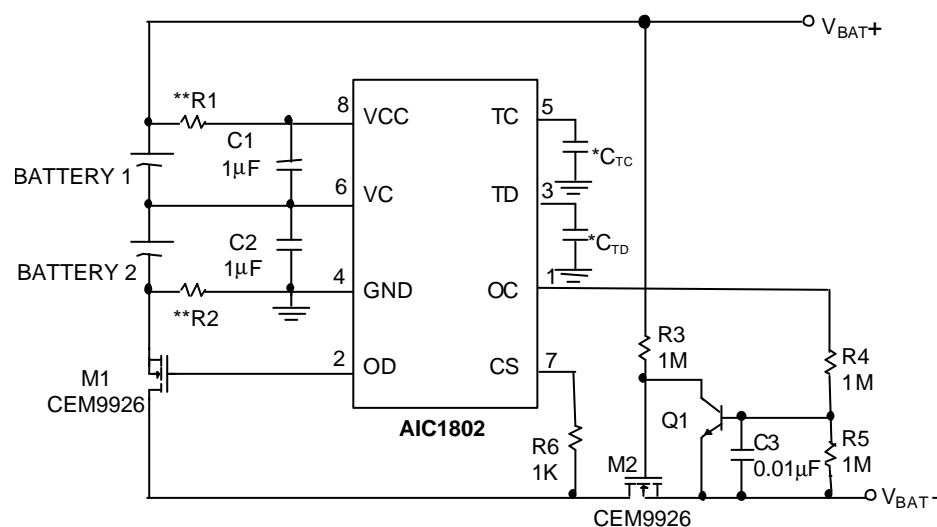 V_BAT+
**R1
8
VCC
TC
5
C1
1μF
*C_TC
BATTERY 1
6
VC
TD
3
C2
1μF
*C_TD
BATTERY 2
4
GND
OC
1
**R2
R3
1M
R4
1M
M1
CEM9926
2
OD
CS
7
Q1
AIC1802
R6
1K
M2
C3
0.01μF
R5
1M
V_BAT-
CEM9926